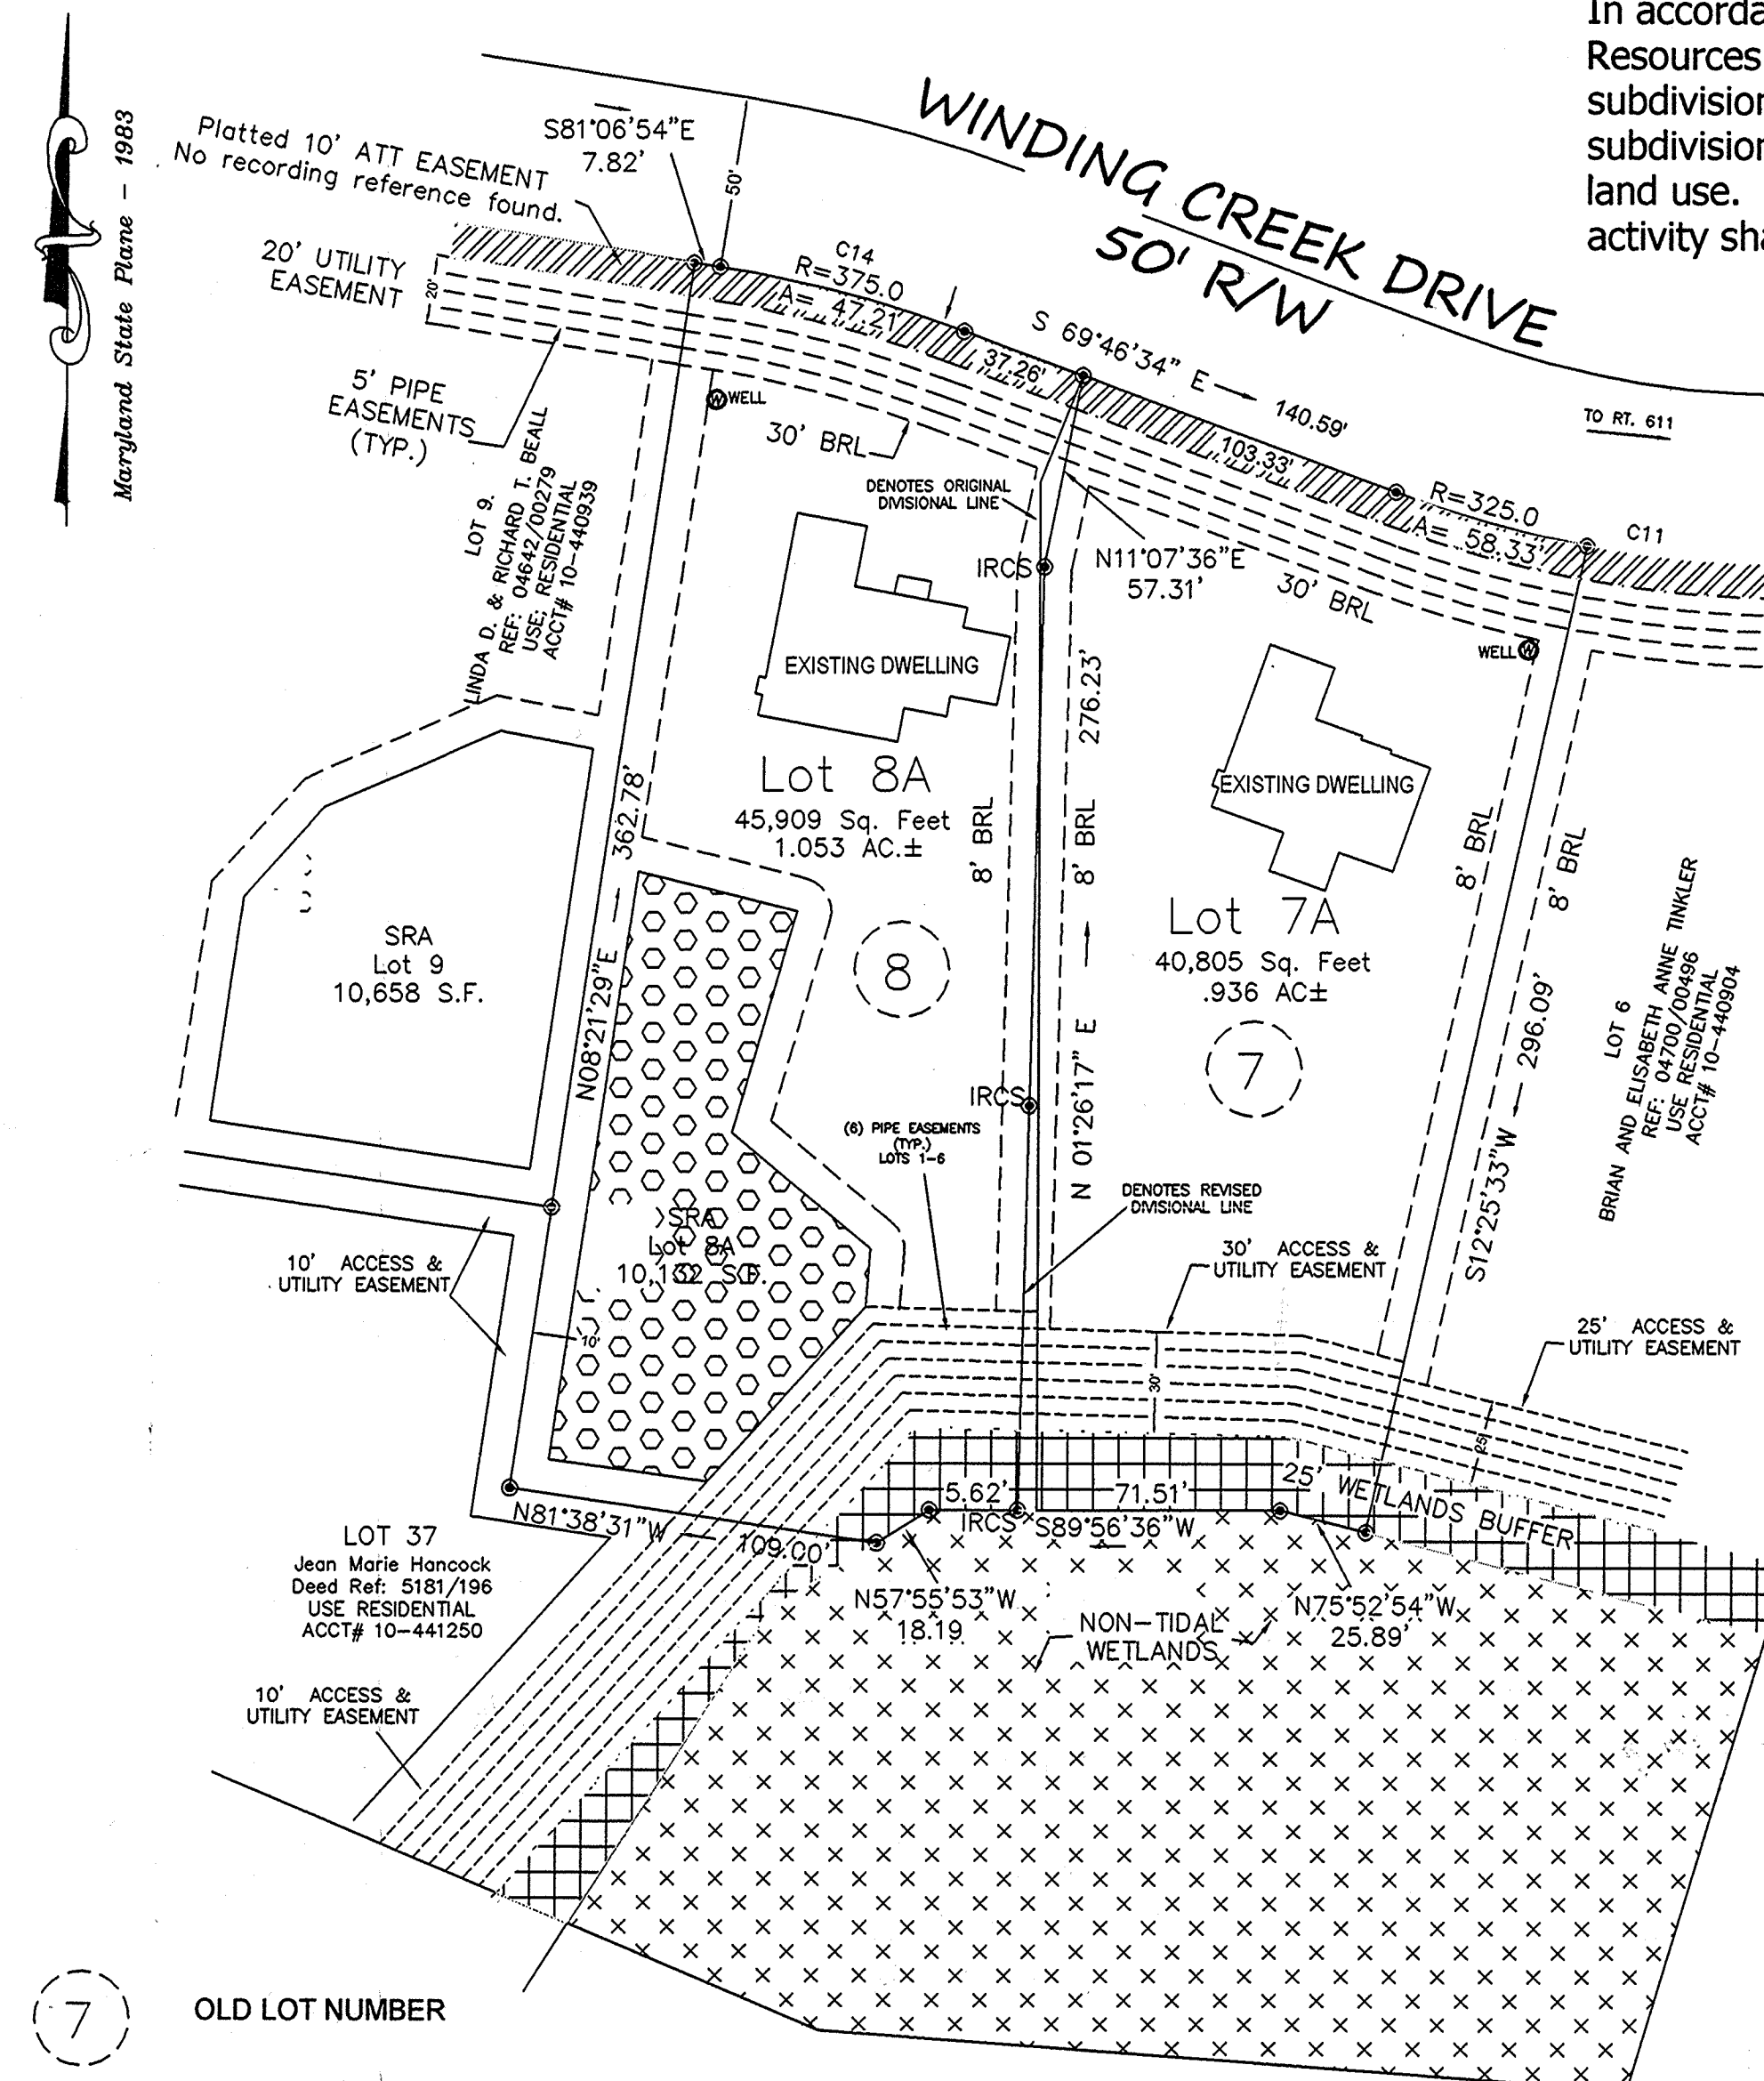 In accorda
Resources
subdivision
subdivision
land use.
activity sha
Maryland State Plane - 1983
Platted 10' ATT EASEMENT
No recording reference found.
S81°06'54"E
7.82'
50'
WINDING CREEK DRIVE
50' R/W
20' UTILITY
EASEMENT
20'
C14
R=375.0
A= 47.21'
S 69°46'34" E
37.26'
140.59'
103.33'
TO RT. 611
R=325.0
A= 58.33'
C11
5' PIPE
EASEMENTS
(TYP.)
WELL
30' BRL
DENOTES ORIGINAL
DIVISIONAL LINE
LOT 9.
LINDA D. & RICHARD T. BEALL
REF: 04642/00279
USE; RESIDENTIAL
ACCT# 10-440939
IRCS
N11°07'36"E
57.31'
30' BRL
WELL
EXISTING DWELLING
276.23'
EXISTING DWELLING
Lot 8A
45,909 Sq. Feet
1.053 AC.±
362.78'
8' BRL
8' BRL
8' BRL
8' BRL
Lot 7A
40,805 Sq. Feet
.936 AC±
SRA
Lot 9
10,658 S.F.
8
7
N08°21'29"E
N 01°26'17" E
296.09'
S12°25'33"W
LOT 6
BRIAN AND ELISABETH ANNE TINKLER
REF: 04700/00496
USE RESIDENTIAL
ACCT# 10-440904
IRCS
(6) PIPE EASEMENTS
(TYP.)
LOTS 1-6
DENOTES REVISED
DIVISIONAL LINE
SRA
Lot 8A
10,132 S.F.
10' ACCESS &
UTILITY EASEMENT
10'
30' ACCESS &
UTILITY EASEMENT
30'
25' ACCESS &
UTILITY EASEMENT
25'
25' WETLANDS BUFFER
5.62'
71.51'
IRCS
S89°56'36"W
N81°38'31"W
109.00'
LOT 37
Jean Marie Hancock
Deed Ref: 5181/196
USE RESIDENTIAL
ACCT# 10-441250
N57°55'53"W
18.19
NON-TIDAL
WETLANDS
N75°52'54"W
25.89'
10' ACCESS &
UTILITY EASEMENT
7
OLD LOT NUMBER